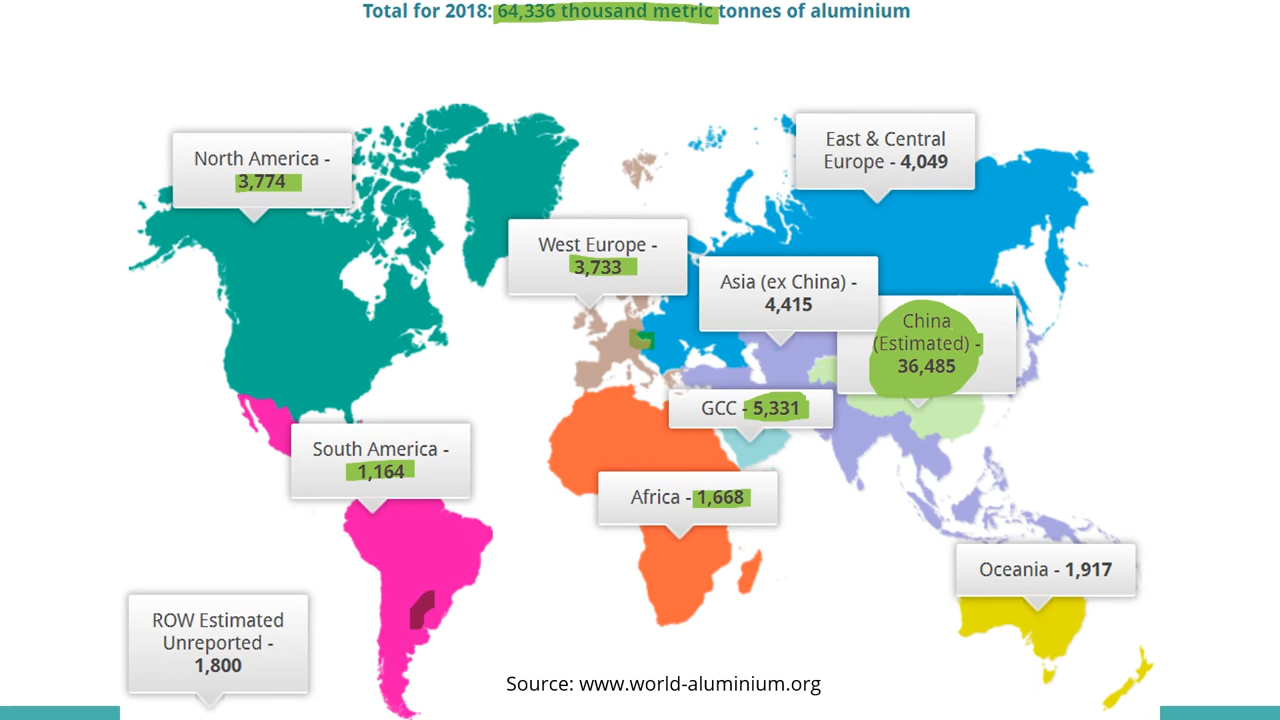 Total for 2018: 64,336 thousand metric tonnes of aluminium
North America -
3,774
East & Central
Europe - 4,049
West Europe -
3,733
Asia (ex China) -
4,415
China
(Estimated) -
36,485
GCC - 5,331
South America -
1,164
Africa - 1,668
Oceania - 1,917
ROW Estimated
Unreported -
1,800
Source: www.world-aluminium.org